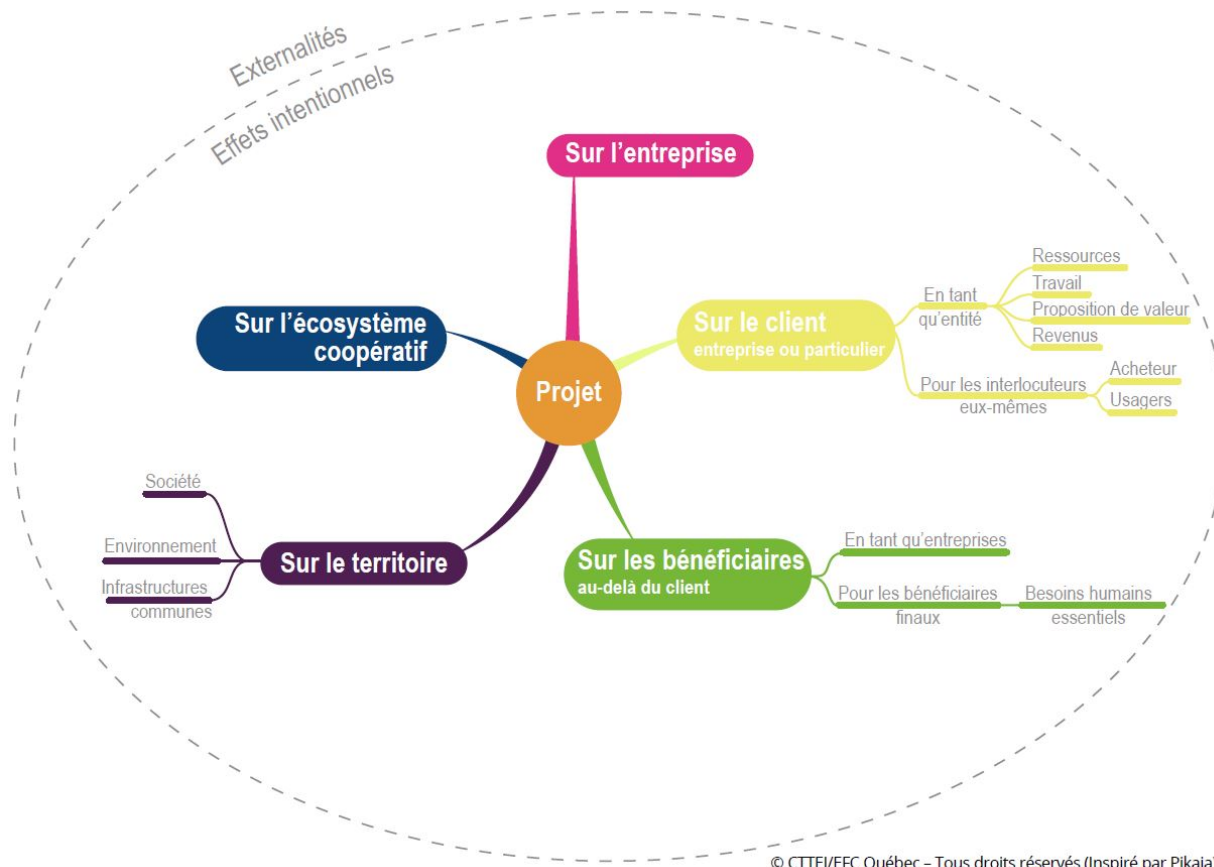 Externalités
Effets intentionnels
Sur l'entreprise
Sur l'écosystème
coopératif
Projet
Sur le client
entreprise ou particulier
En tant
qu'entité
Ressources
Travail
Proposition de valeur
Revenus
Pour les interlocuteurs
eux-mêmes
Acheteur
Usagers
Société
Environnement
Infrastructures
communes
Sur le territoire
Sur les bénéficiaires
au-delà du client
En tant qu'entreprises
Pour les bénéficiaires
finaux
Besoins humains
essentiels
© CTTEI/EFC Québec – Tous droits réservés (Inspiré par Pikaia